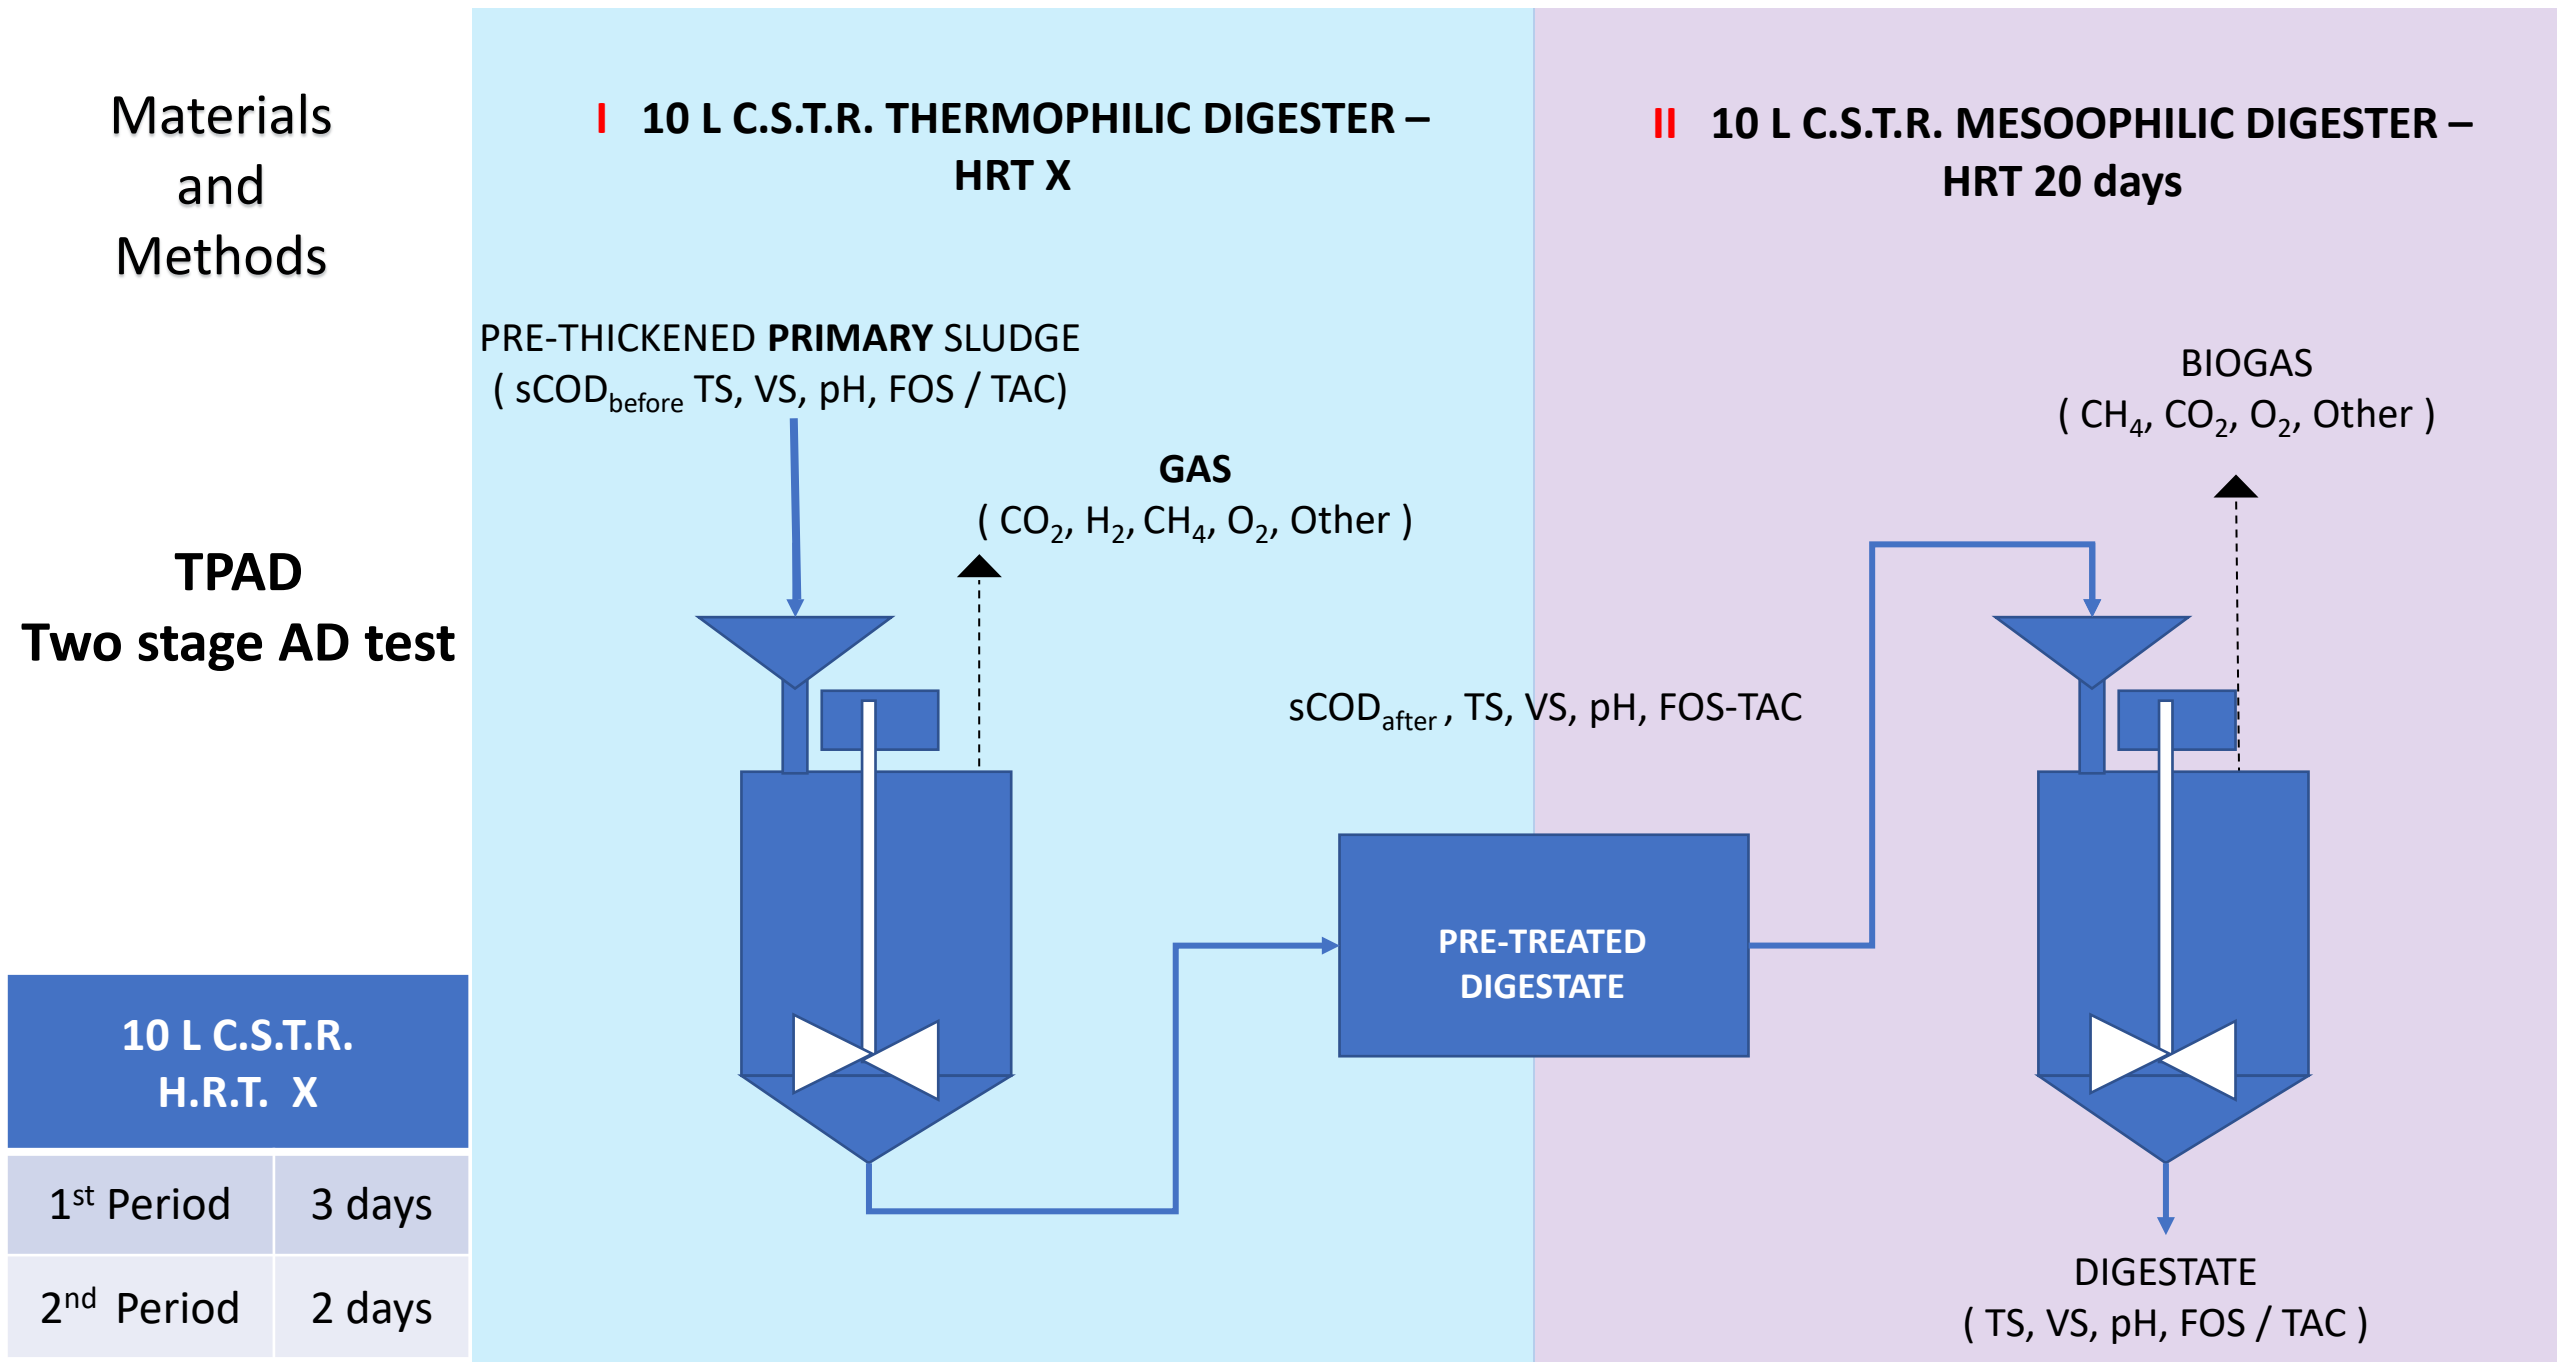 Materials
and
Methods
TPAD
Two stage AD test
10 L C.S.T.R.
H.R.T. X
1st Period 3 days
2nd Period 2 days
I 10 L C.S.T.R. THERMOPHILIC DIGESTER –
HRT X
PRE-THICKENED PRIMARY SLUDGE
( sCODbefore TS, VS, pH, FOS / TAC)
GAS
( CO2, H2, CH4, O2, Other )
sCODafter , TS, VS, pH, FOS-TAC
PRE-TREATED
DIGESTATE
II 10 L C.S.T.R. MESOOPHILIC DIGESTER –
HRT 20 days
BIOGAS
( CH4, CO2, O2, Other )
DIGESTATE
( TS, VS, pH, FOS / TAC )